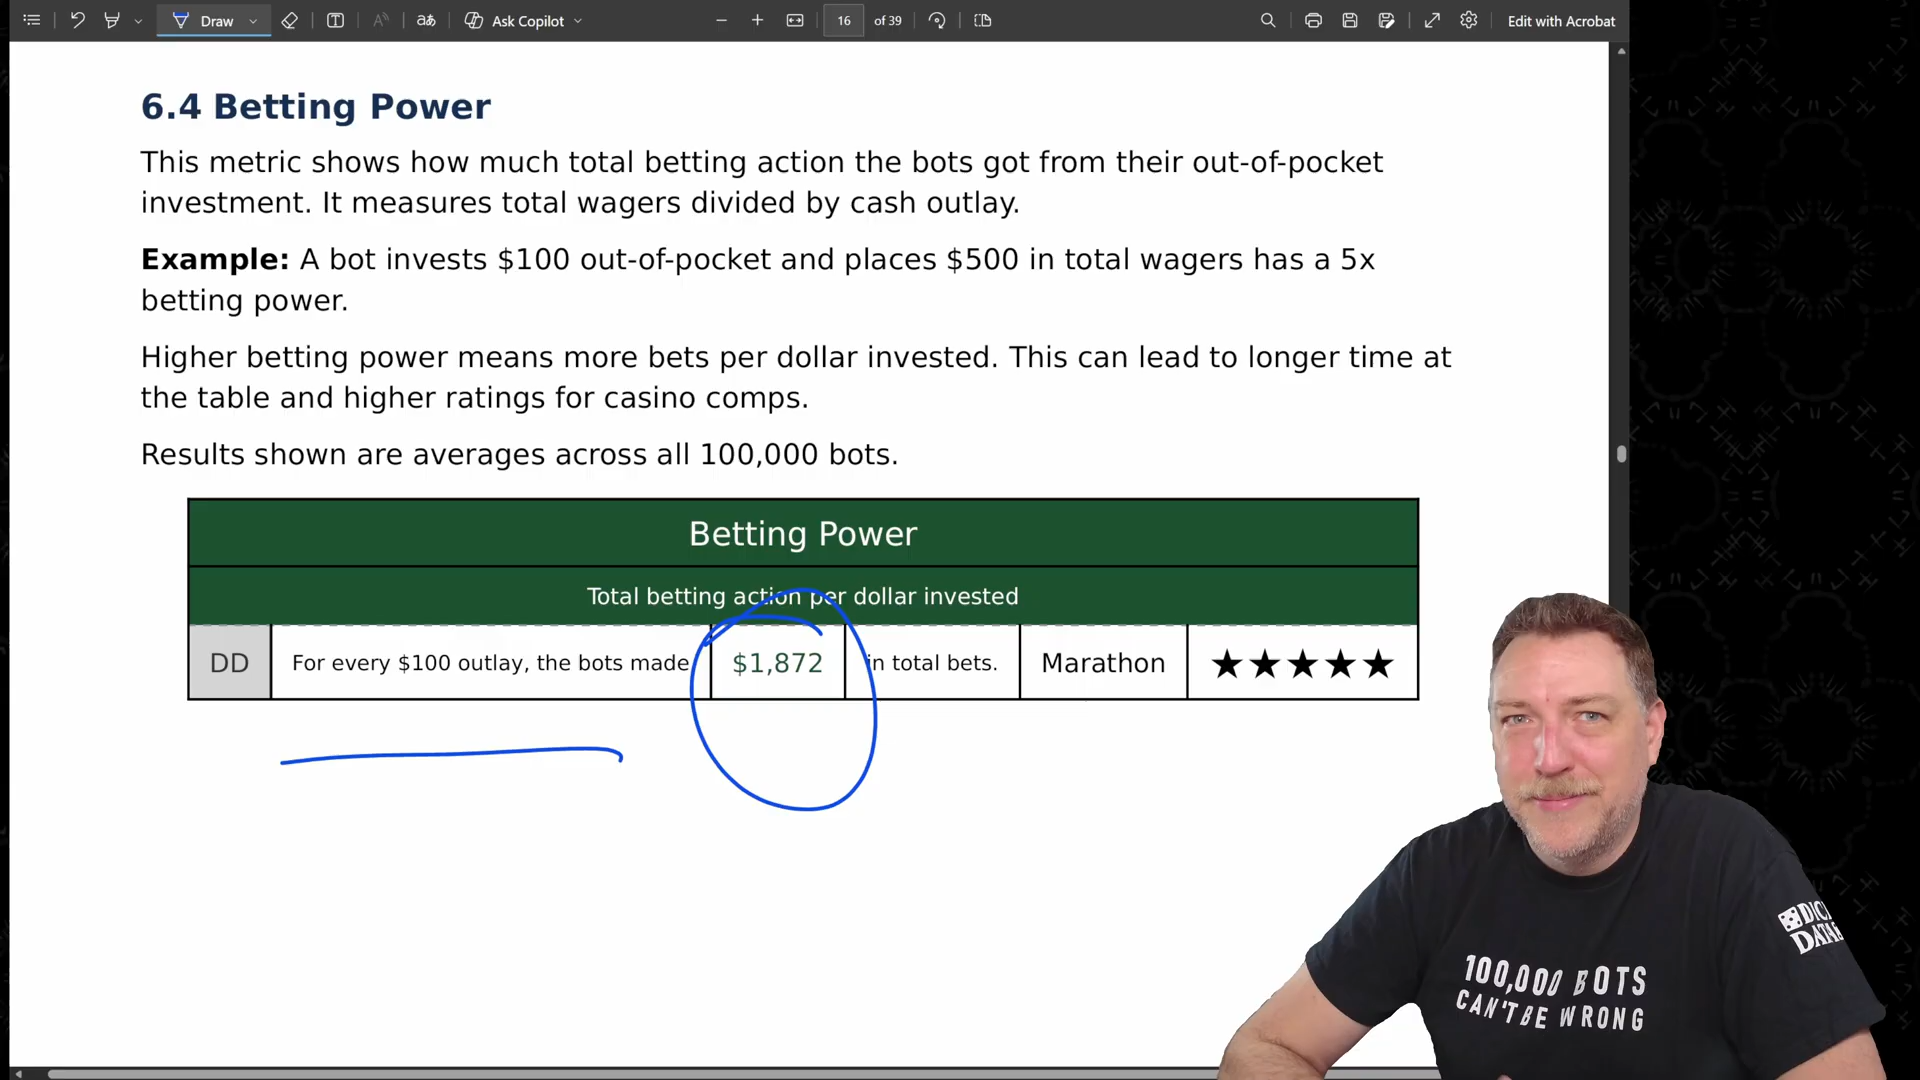 Draw
aあ
Ask Copilot
16
of 39
Edit with Acrobat
6.4 Betting Power
This metric shows how much total betting action the bots got from their out-of-pocket
investment. It measures total wagers divided by cash outlay.
Example: A bot invests $100 out-of-pocket and places $500 in total wagers has a 5x
betting power.
Higher betting power means more bets per dollar invested. This can lead to longer time at
the table and higher ratings for casino comps.
Results shown are averages across all 100,000 bots.
Betting Power
Total betting action per dollar invested
DD For every $100 outlay, the bots made $1,872 in total bets. Marathon ★★★★★
100,000 BOTS
CAN'T BE WRONG